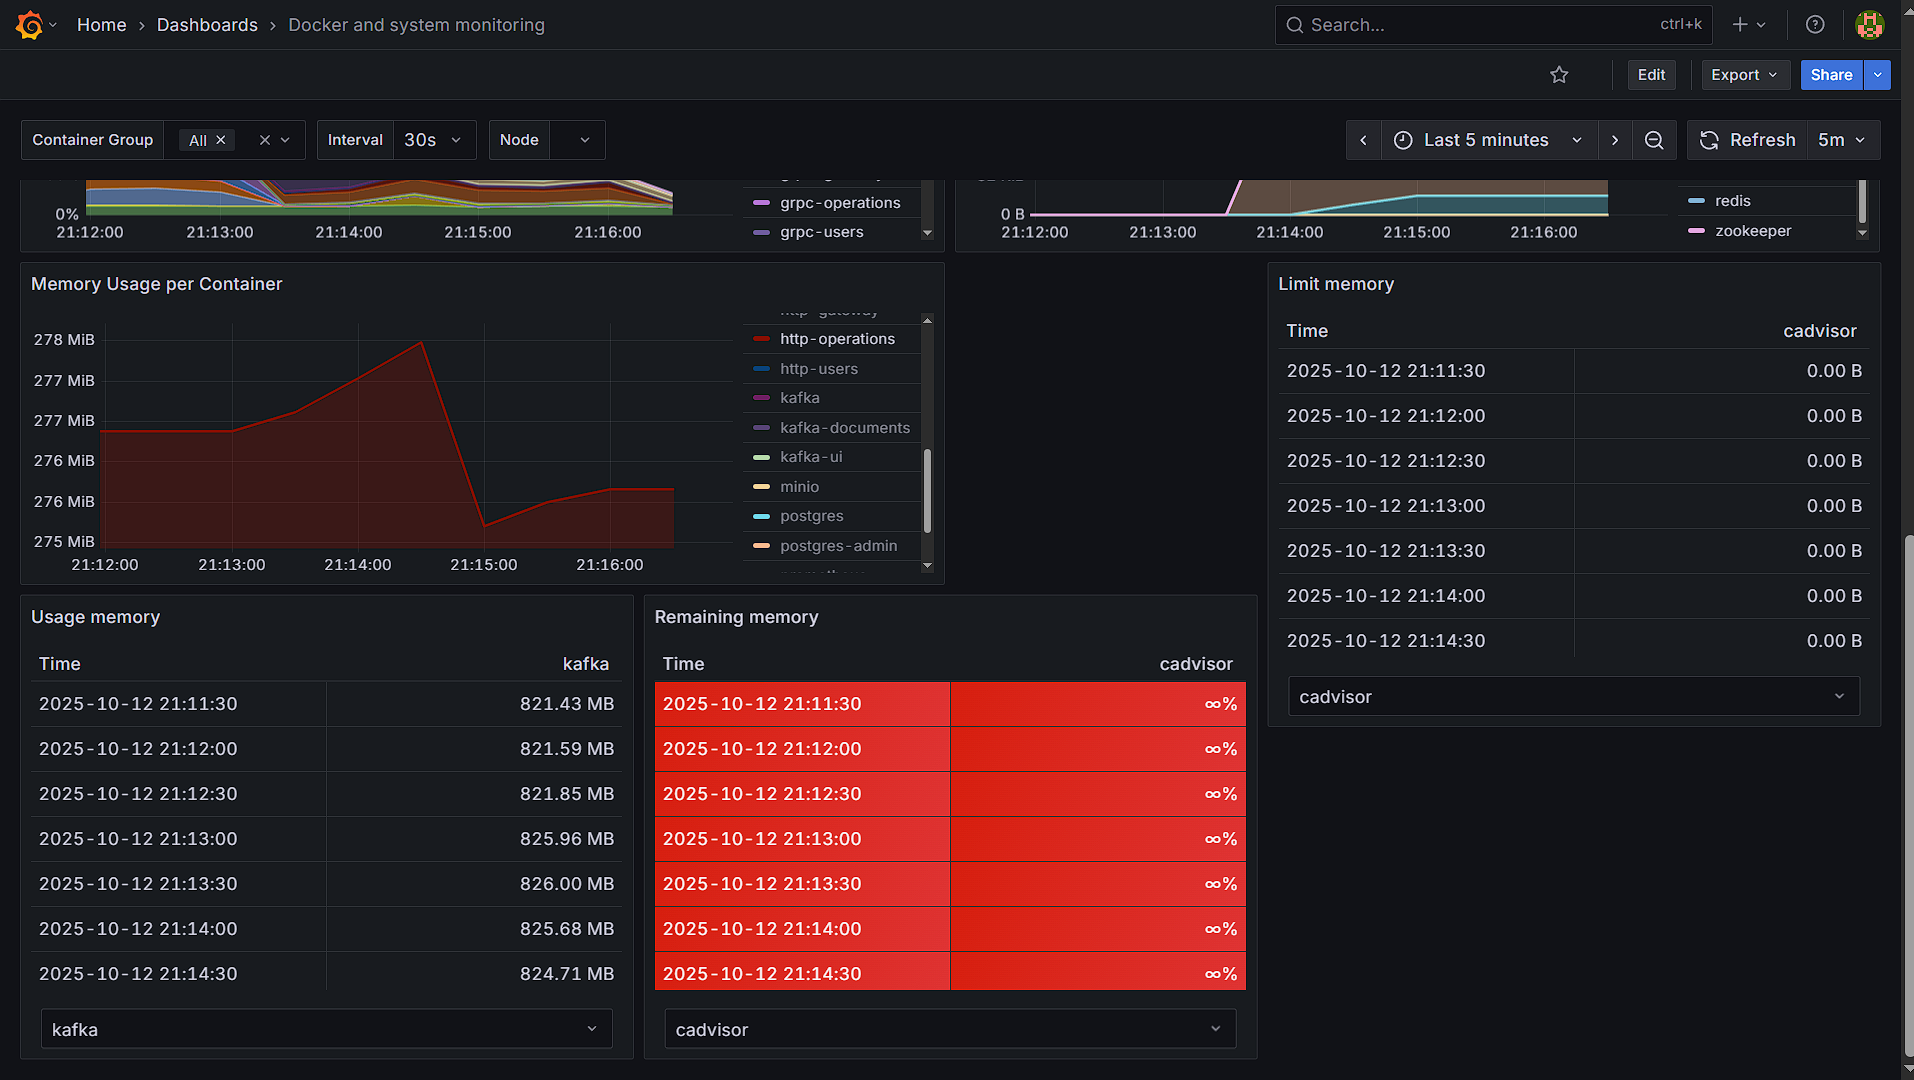 Home > Dashboards > Docker and system monitoring
Search... ctrl+k
Edit Export Share
Container Group All Interval 30s Node
Last 5 minutes Refresh 5m
0%
21:12:00 21:13:00 21:14:00 21:15:00 21:16:00
grpc-operations
grpc-users
0 B
21:12:00 21:13:00 21:14:00 21:15:00 21:16:00
redis
zookeeper
Memory Usage per Container
278 MiB
277 MiB
277 MiB
276 MiB
276 MiB
275 MiB
21:12:00 21:13:00 21:14:00 21:15:00 21:16:00
http-gateway
http-operations
http-users
kafka
kafka-documents
kafka-ui
minio
postgres
postgres-admin
Limit memory
Time cadvisor
2025-10-12 21:11:30 0.00 B
2025-10-12 21:12:00 0.00 B
2025-10-12 21:12:30 0.00 B
2025-10-12 21:13:00 0.00 B
2025-10-12 21:13:30 0.00 B
2025-10-12 21:14:00 0.00 B
2025-10-12 21:14:30 0.00 B
cadvisor
Usage memory
Time kafka
2025-10-12 21:11:30 821.43 MB
2025-10-12 21:12:00 821.59 MB
2025-10-12 21:12:30 821.85 MB
2025-10-12 21:13:00 825.96 MB
2025-10-12 21:13:30 826.00 MB
2025-10-12 21:14:00 825.68 MB
2025-10-12 21:14:30 824.71 MB
kafka
Remaining memory
Time cadvisor
2025-10-12 21:11:30 ∞%
2025-10-12 21:12:00 ∞%
2025-10-12 21:12:30 ∞%
2025-10-12 21:13:00 ∞%
2025-10-12 21:13:30 ∞%
2025-10-12 21:14:00 ∞%
2025-10-12 21:14:30 ∞%
cadvisor